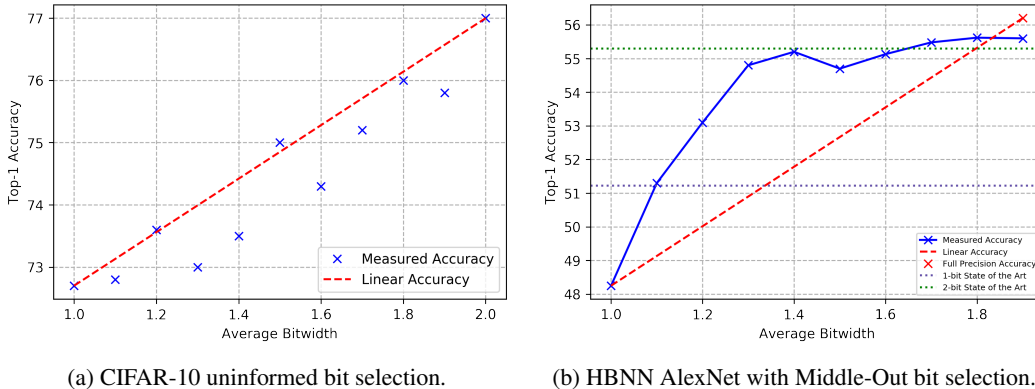 77
76
75
74
73
1.0 1.2 1.4 1.6 1.8 2.0
Top-1 Accuracy
Average Bitwidth
Measured Accuracy
Linear Accuracy
(a) CIFAR-10 uninformed bit selection.
56
55
54
53
52
51
50
49
48
1.0 1.2 1.4 1.6 1.8
Top-1 Accuracy
Average Bitwidth
Measured Accuracy
Linear Accuracy
Full Precision Accuracy
1-bit State of the Art
2-bit State of the Art
(b) HBNN AlexNet with Middle-Out bit selection.